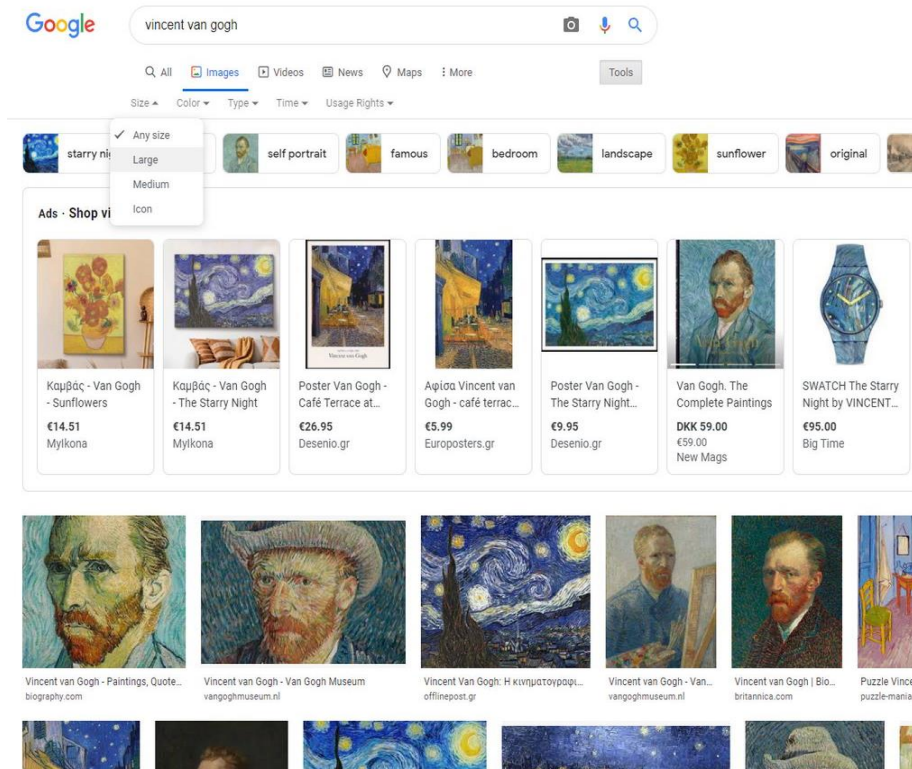 Google
vincent van gogh
All Images Videos News Maps More Tools
Size Color Type Time Usage Rights
Any size
Large
Medium
Icon
starry self portrait famous bedroom landscape sunflower original
Ads · Shop
Καμβάς - Van Gogh
- Sunflowers
€14.51
Mylkona
Καμβάς - Van Gogh
- The Starry Night
€14.51
Mylkona
Poster Van Gogh -
Café Terrace at...
€26.95
Desenio.gr
Αφίσα Vincent van
Gogh - café terrac...
€5.99
Europosters.gr
Poster Van Gogh -
The Starry Night...
€9.95
Desenio.gr
Van Gogh. The
Complete Paintings
DKK 59.00
€59.00
New Mags
SWATCH The Starry
Night by VINCENT...
€95.00
Big Time
Vincent van Gogh - Paintings, Quote...
biography.com
Vincent van Gogh - Van Gogh Museum
vangoghmuseum.nl
Vincent Van Gogh: Η κινηματογραφι...
offlinepost.gr
Vincent van Gogh - Van...
vangoghmuseum.nl
Vincent van Gogh | Bio...
britannica.com
Puzzle Vince
puzzle-mania